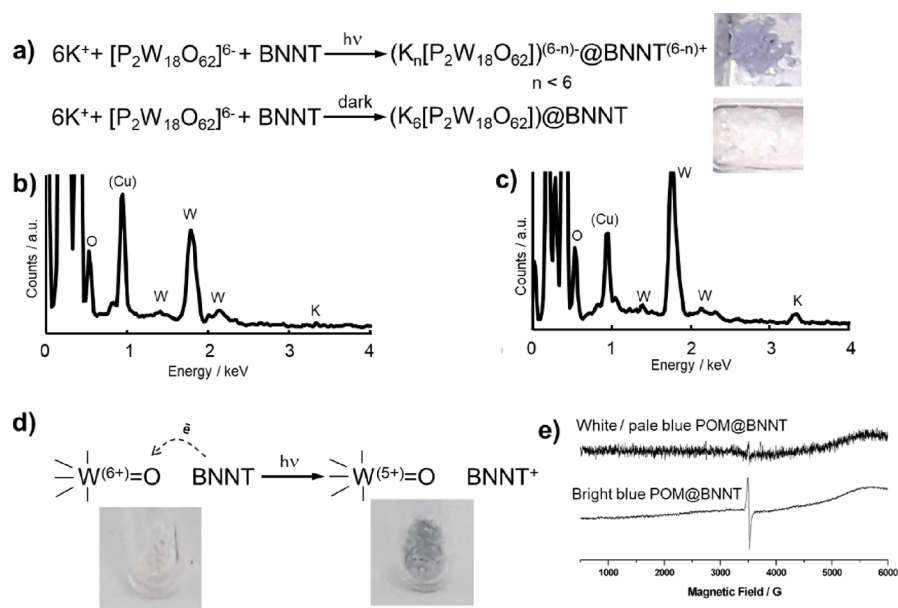 a) 6K⁺+ [P₂W₁₈O₆₂]⁶⁻+ BNNT hν (Kₙ[P₂W₁₈O₆₂])⁽⁶⁻ⁿ⁾⁻@BNNT⁽⁶⁻ⁿ⁾⁺
n < 6
6K⁺+ [P₂W₁₈O₆₂]⁶⁻+ BNNT dark (K₆[P₂W₁₈O₆₂])@BNNT
b)
Counts / a.u.
O
(Cu)
W
W
W
K
0 1 2 3 4
Energy / keV
c)
Counts / a.u.
O
(Cu)
W
W
W
K
0 1 2 3 4
Energy / keV
d)
ẽ
W⁽⁶⁺⁾=O BNNT hν W⁽⁵⁺⁾=O BNNT⁺
e)
White / pale blue POM@BNNT
Bright blue POM@BNNT
1000 2000 3000 4000 5000 6000
Magnetic Field / G